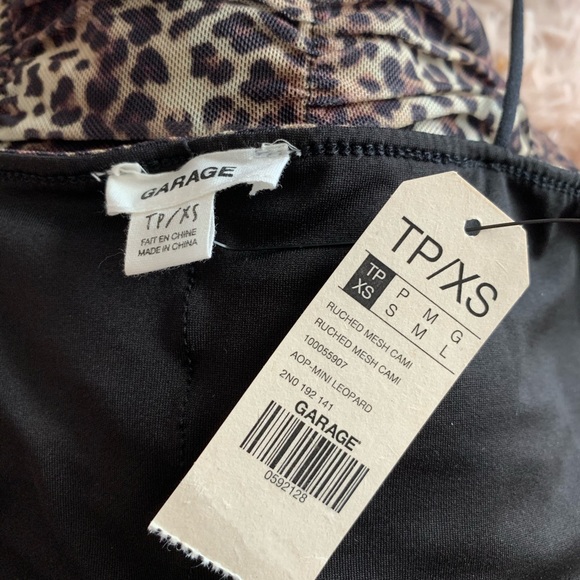 GARAGE
TP/XS
FAIT EN CHINE
MADE IN CHINA
TP/XS
TP P M G
XS S M L
RUCHED MESH CAMI
RUCHED MESH CAMI
100055907
AOP-MINI LEOPARD
2N0 192 141
GARAGE
0592128